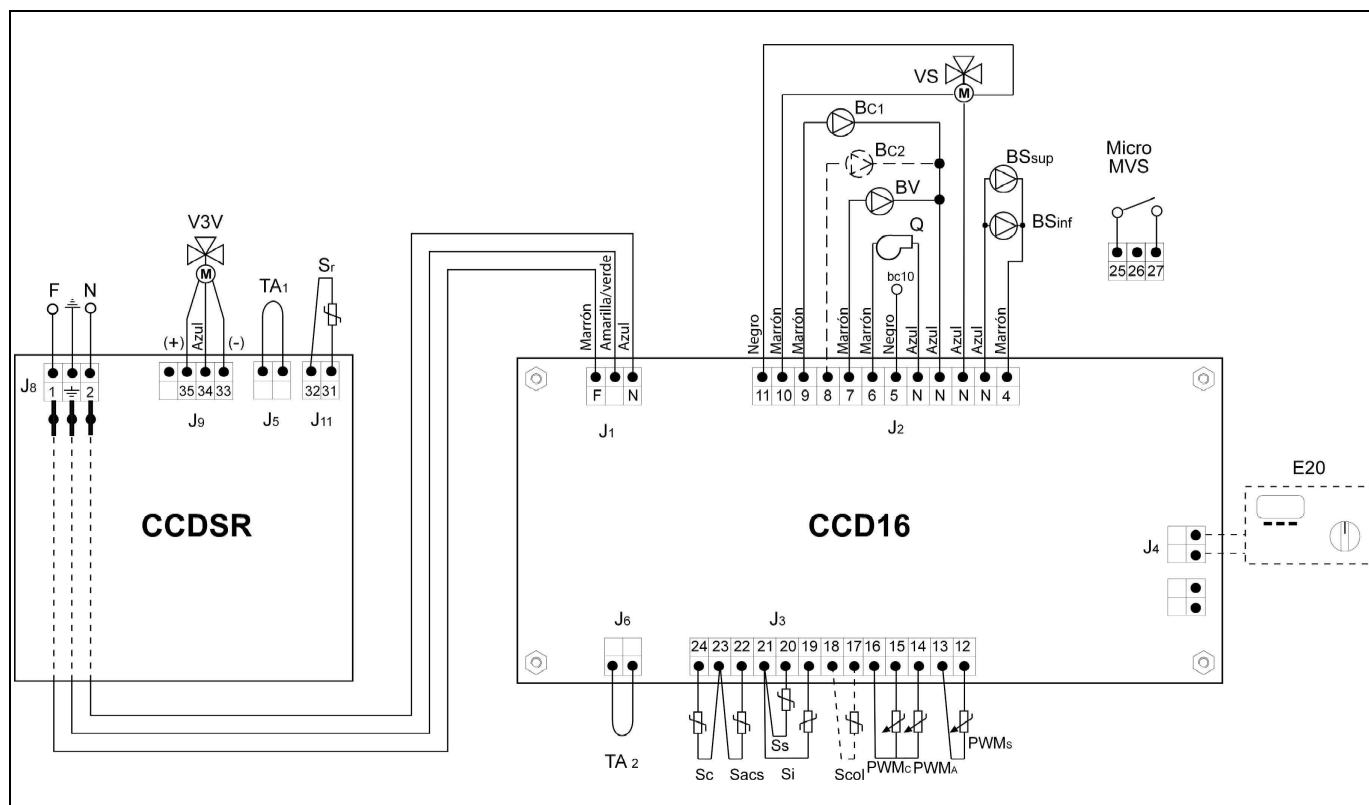 VS
BC1
BC2
BSsup
Micro
MVS
BV
BSinf
V3V
Q
M
M
Sr
F N
TA1
bc10
(+) Azul (-)
Marrón Amarilla/verde Azul
Negro Marrón Marrón Marrón Marrón Negro Azul Azul Azul Azul Marrón
25 26 27
J8 1 2
35 34 33
32 31
J9 J5 J11
F N
J1
11 10 9 8 7 6 5 N N N N 4
J2
E20
CCDSR
CCD16
J4
J6
J3
24 23 22 21 20 19 18 17 16 15 14 13 12
Ss
PWMS
TA 2
Sc Sacs Si Scol PWMC PWMA